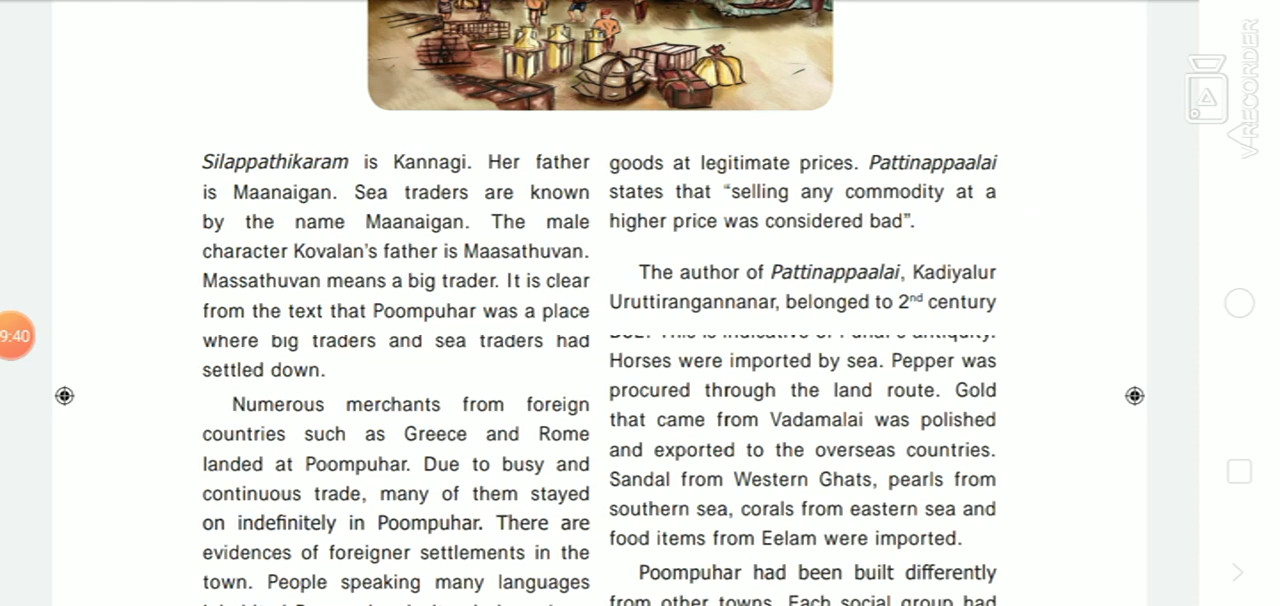 Silappathikaram is Kannagi. Her father
is Maanaigan. Sea traders are known
by the name Maanaigan. The male
character Kovalan's father is Maasathuvan.
Massathuvan means a big trader. It is clear
from the text that Poompuhar was a place
where big traders and sea traders had
settled down.
Numerous merchants from foreign
countries such as Greece and Rome
landed at Poompuhar. Due to busy and
continuous trade, many of them stayed
on indefinitely in Poompuhar. There are
evidences of foreigner settlements in the
town. People speaking many languages
goods at legitimate prices. Pattinappaalai
states that "selling any commodity at a
higher price was considered bad".
The author of Pattinappaalai, Kadiyalur
Uruttirangannanar, belonged to 2nd century
Horses were imported by sea. Pepper was
procured through the land route. Gold
that came from Vadamalai was polished
and exported to the overseas countries.
Sandal from Western Ghats, pearls from
southern sea, corals from eastern sea and
food items from Eelam were imported.
Poompuhar had been built differently
from other towns. Each social group had
9:40
V-RECORDER